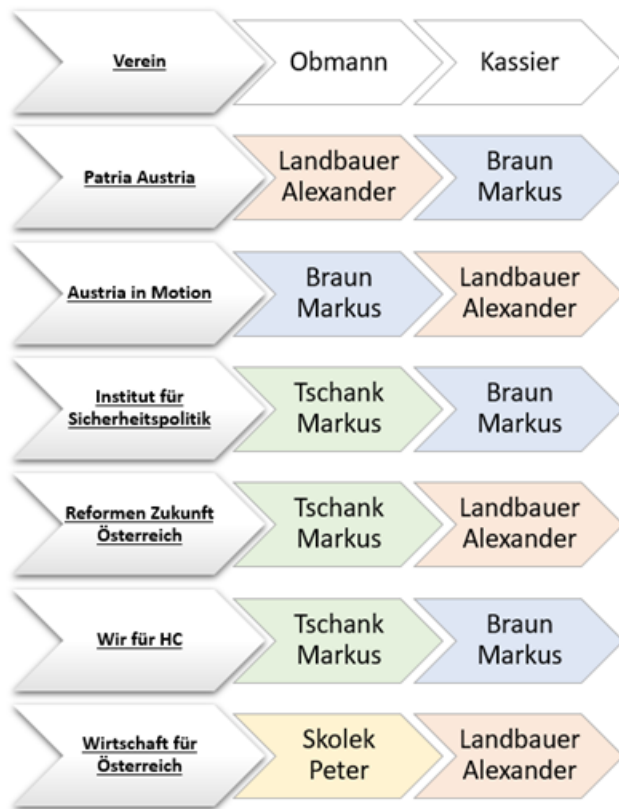 Verein
Obmann
Kassier
Patria Austria
Landbauer
Alexander
Braun
Markus
Austria in Motion
Braun
Markus
Landbauer
Alexander
Institut für
Sicherheitspolitik
Tschank
Markus
Braun
Markus
Reformen Zukunft
Österreich
Tschank
Markus
Landbauer
Alexander
Wir für HC
Tschank
Markus
Braun
Markus
Wirtschaft für
Österreich
Skolek
Peter
Landbauer
Alexander